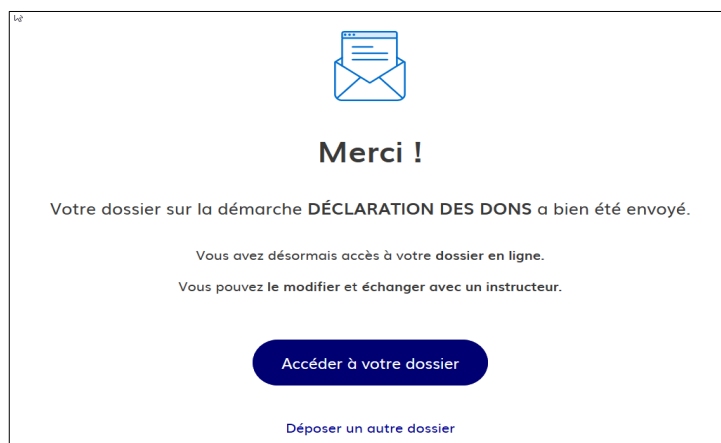 Merci !
Votre dossier sur la démarche DÉCLARATION DES DONS a bien été envoyé.
Vous avez désormais accès à votre dossier en ligne.
Vous pouvez le modifier et échanger avec un instructeur.
Accéder à votre dossier
Déposer un autre dossier